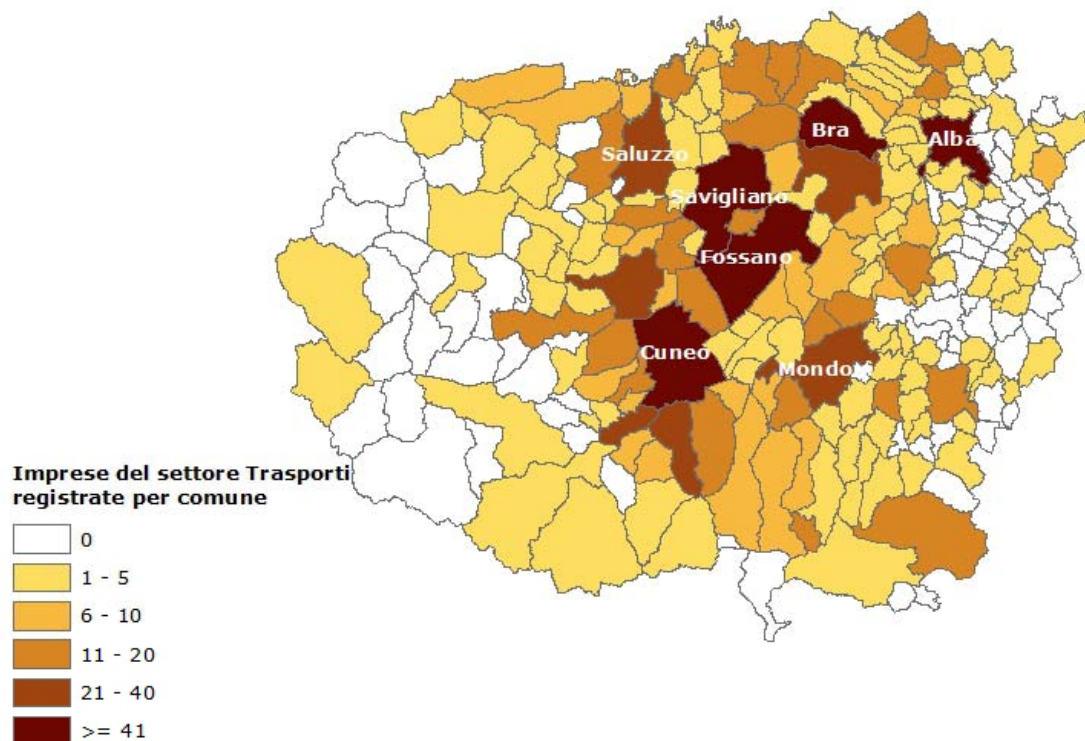 Bra
Alba
Saluzzo
Savigliano
Fossano
Cuneo
Mondovì
Imprese del settore Trasporti
registrate per comune
0
1 - 5
6 - 10
11 - 20
21 - 40
>= 41